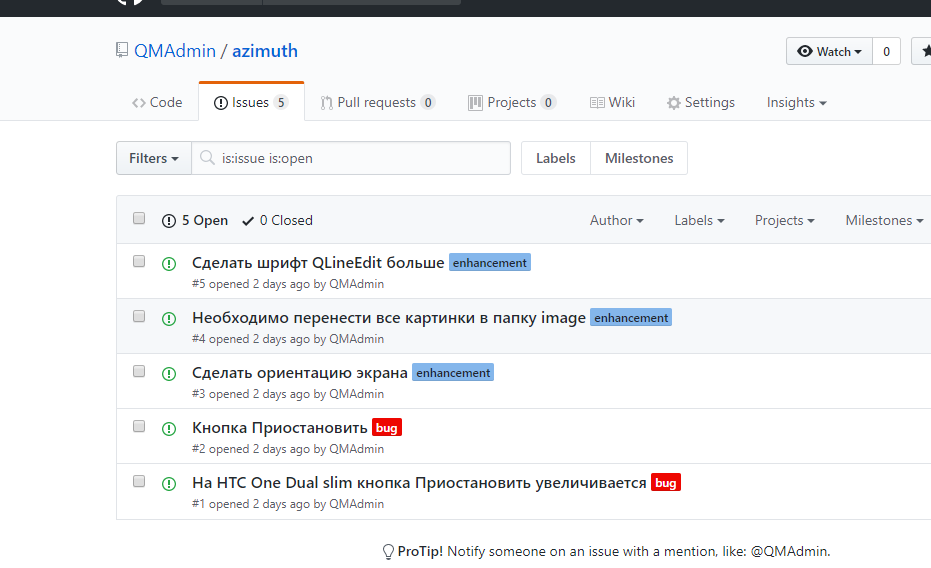 QMAdmin / azimuth
Watch 0
Code Issues 5 Pull requests 0 Projects 0 Wiki Settings Insights
Filters is:issue is:open Labels Milestones
5 Open 0 Closed Author Labels Projects Milestones
Сделать шрифт QLineEdit больше enhancement
#5 opened 2 days ago by QMAdmin
Необходимо перенести все картинки в папку image enhancement
#4 opened 2 days ago by QMAdmin
Сделать ориентацию экрана enhancement
#3 opened 2 days ago by QMAdmin
Кнопка Приостановить bug
#2 opened 2 days ago by QMAdmin
На HTC One Dual slim кнопка Приостановить увеличивается bug
#1 opened 2 days ago by QMAdmin
ProTip! Notify someone on an issue with a mention, like: @QMAdmin.